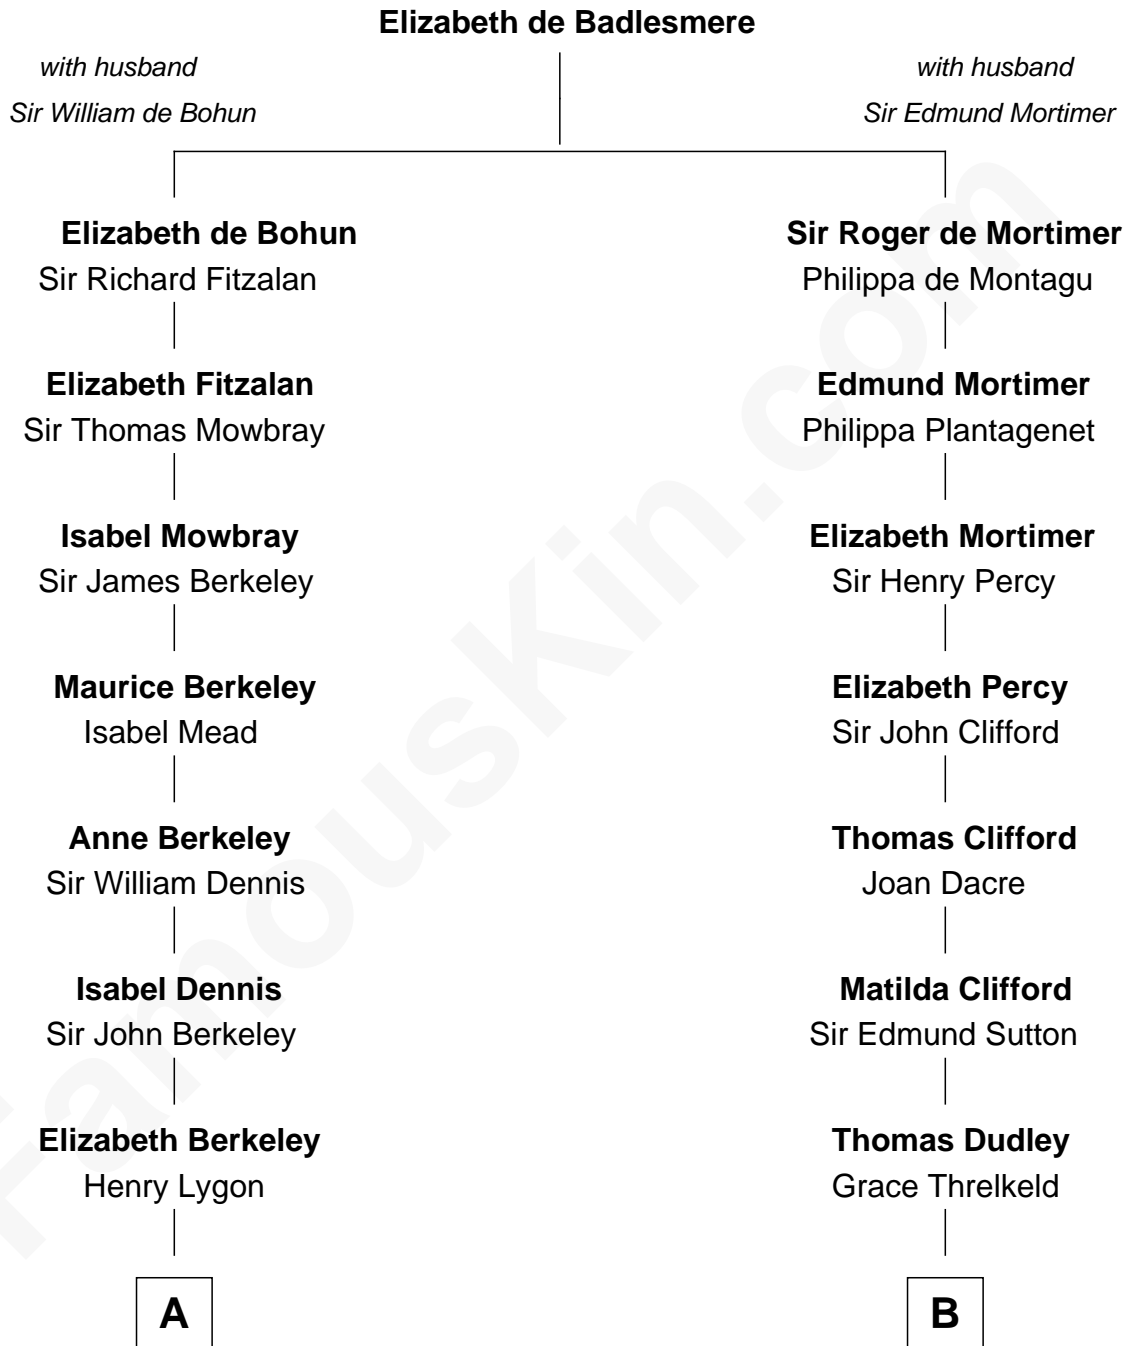 Elizabeth de Badlesmere
with husband
Sir William de Bohun
with husband
Sir Edmund Mortimer
Elizabeth de Bohun
Sir Richard Fitzalan
Elizabeth Fitzalan
Sir Thomas Mowbray
Isabel Mowbray
Sir James Berkeley
Maurice Berkeley
Isabel Mead
Anne Berkeley
Sir William Dennis
Isabel Dennis
Sir John Berkeley
Elizabeth Berkeley
Henry Lygon
A
Sir Roger de Mortimer
Philippa de Montagu
Edmund Mortimer
Philippa Plantagenet
Elizabeth Mortimer
Sir Henry Percy
Elizabeth Percy
Sir John Clifford
Thomas Clifford
Joan Dacre
Matilda Clifford
Sir Edmund Sutton
Thomas Dudley
Grace Threlkeld
B
FamousKin.com